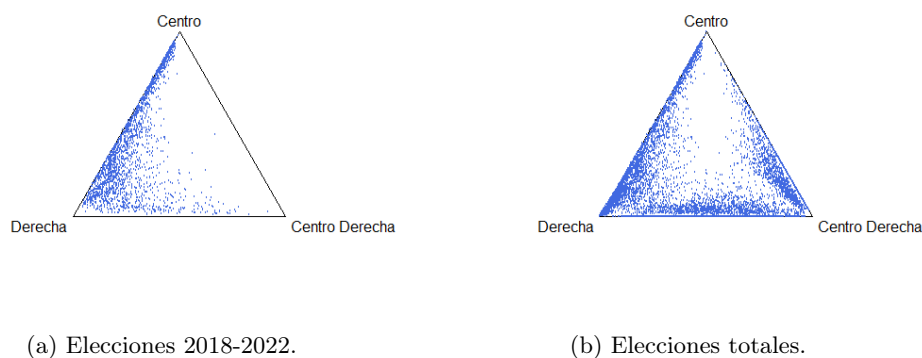 Centro
Centro
Derecha
Centro Derecha
Derecha
Centro Derecha
(a) Elecciones 2018-2022.
(b) Elecciones totales.